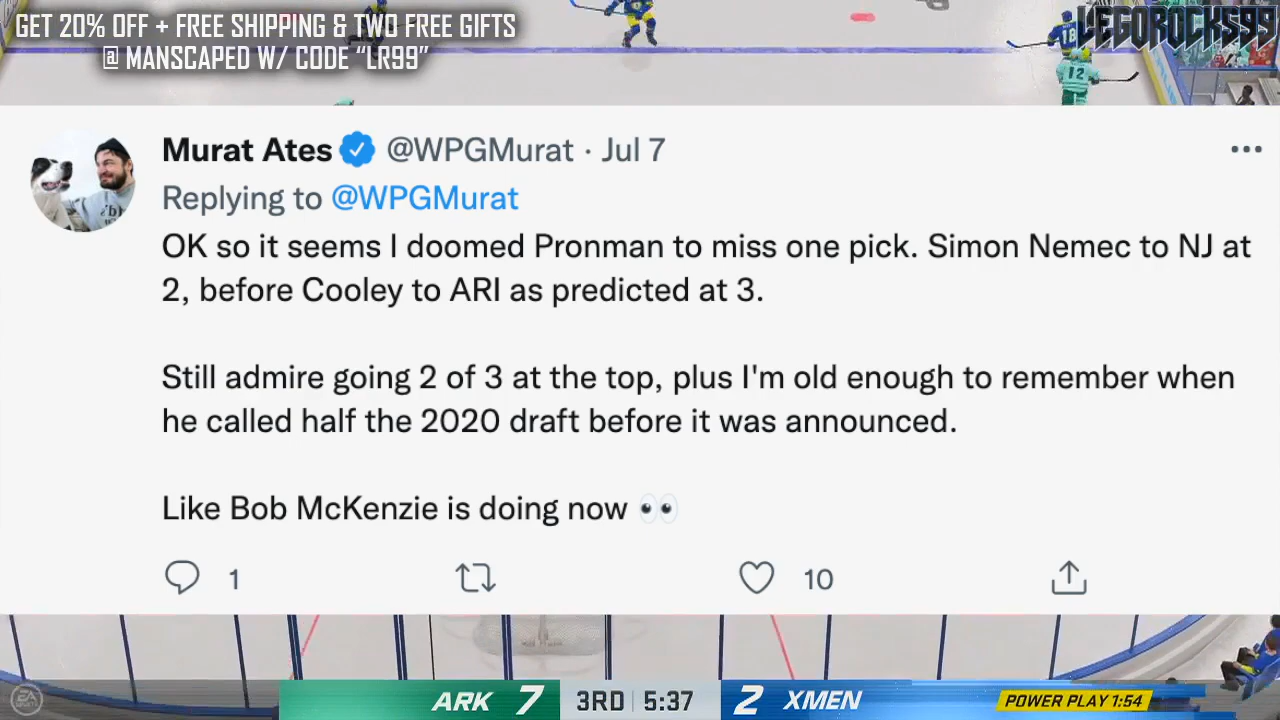 GET 20% OFF + FREE SHIPPING & TWO FREE GIFTS
@ MANSCAPED W/ CODE "LR99"
LEGOROCKS99
18
12
Murat Ates @WPGMurat · Jul 7
Replying to @WPGMurat
OK so it seems I doomed Pronman to miss one pick. Simon Nemec to NJ at
2, before Cooley to ARI as predicted at 3.
Still admire going 2 of 3 at the top, plus I'm old enough to remember when
he called half the 2020 draft before it was announced.
Like Bob McKenzie is doing now 👀
1
10
EA SPORTS
ARK 7 3RD 5:37 2 XMEN POWER PLAY 1:54